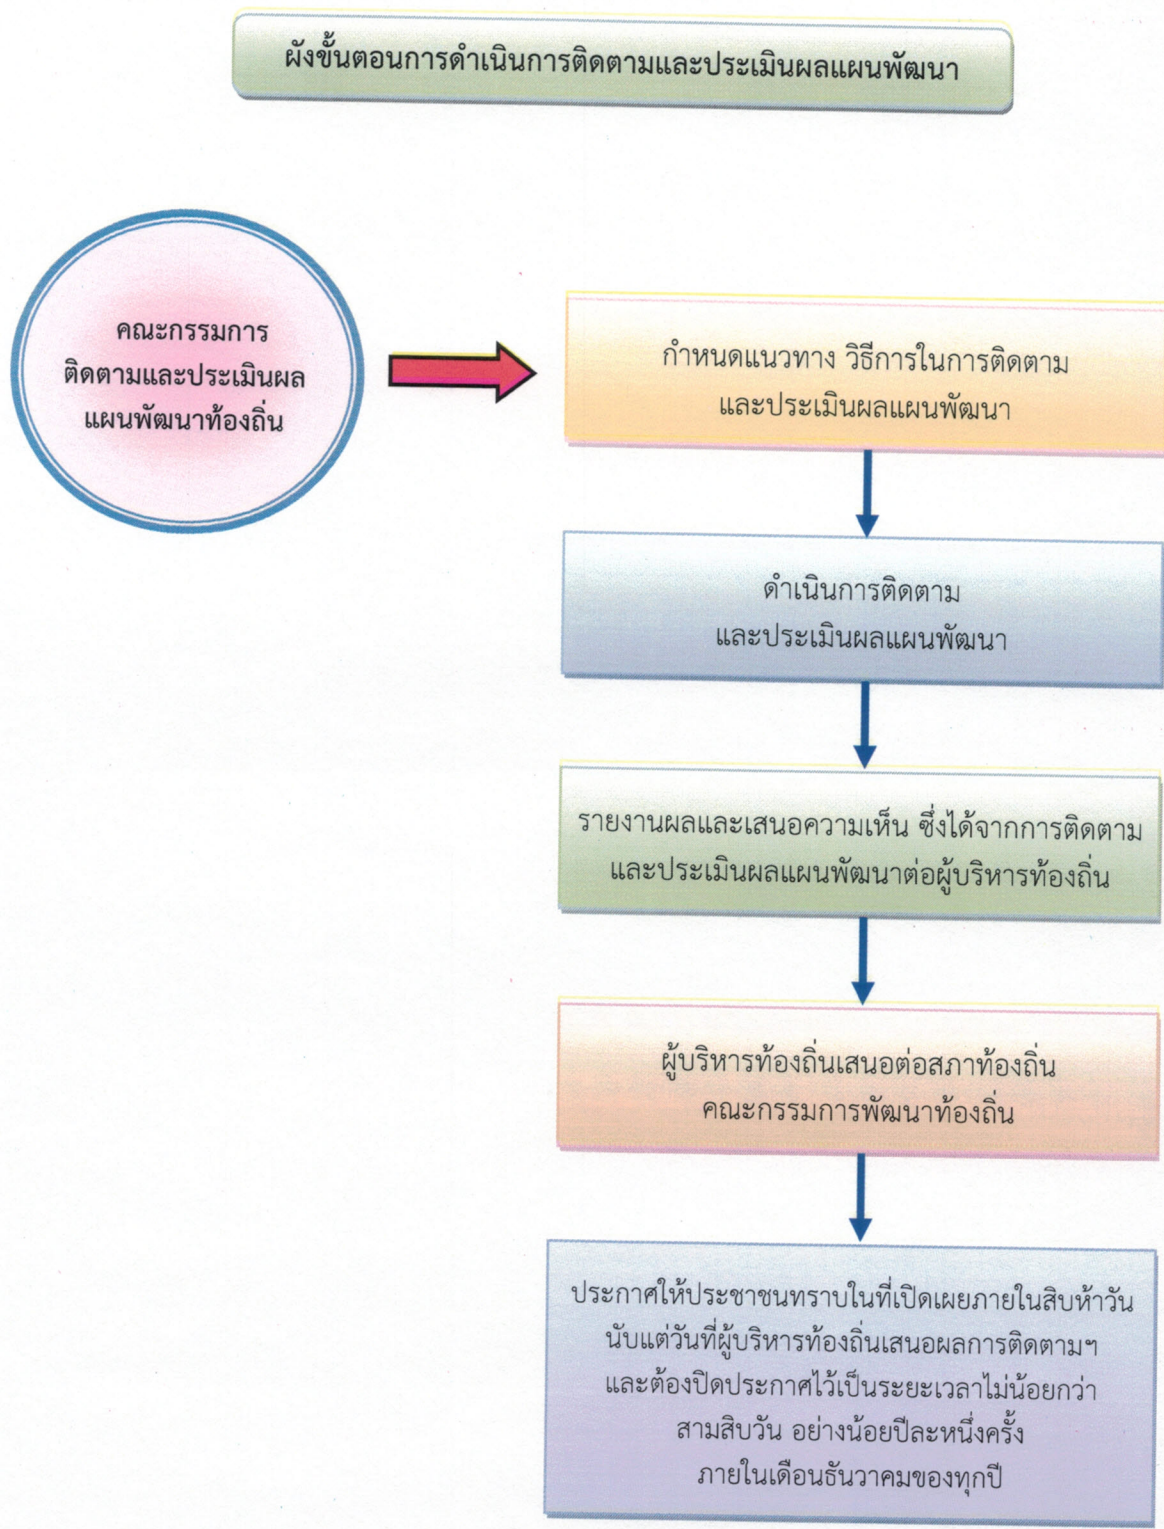 ผังขั้นตอนการดำเนินการติดตามและประเมินผลแผนพัฒนา
คณะกรรมการ
ติดตามและประเมินผล
แผนพัฒนาท้องถิ่น
กำหนดแนวทาง วิธีการในการติดตาม
และประเมินผลแผนพัฒนา
ดำเนินการติดตาม
และประเมินผลแผนพัฒนา
รายงานผลและเสนอความเห็น ซึ่งได้จากการติดตาม
และประเมินผลแผนพัฒนาต่อผู้บริหารท้องถิ่น
ผู้บริหารท้องถิ่นเสนอต่อสภาท้องถิ่น
คณะกรรมการพัฒนาท้องถิ่น
ประกาศให้ประชาชนทราบในที่เปิดเผยภายในสิบห้าวัน
นับแต่วันที่ผู้บริหารท้องถิ่นเสนอผลการติดตามฯ
และต้องปิดประกาศไว้เป็นระยะเวลาไม่น้อยกว่า
สามสิบวัน อย่างน้อยปีละหนึ่งครั้ง
ภายในเดือนธันวาคมของทุกปี